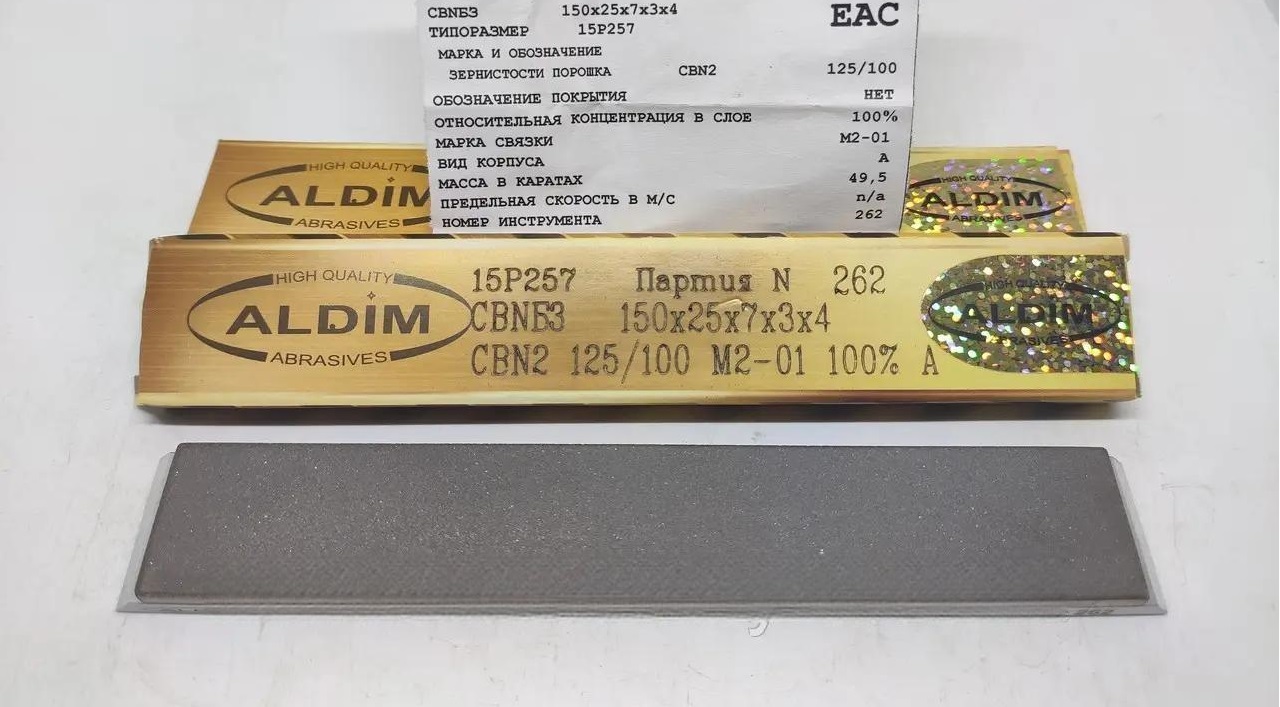 CBNБ3 150x25x7x3x4
EAC
ТИПОРАЗМЕР 15P257
МАРКА И ОБОЗНАЧЕНИЕ
ЗЕРНИСТОСТИ ПОРОШКА CBN2 125/100
ОБОЗНАЧЕНИЕ ПОКРЫТИЯ НЕТ
ОТНОСИТЕЛЬНАЯ КОНЦЕНТРАЦИЯ В СЛОЕ 100%
МАРКА СВЯЗКИ М2-01
ВИД КОРПУСА А
МАССА В КАРАТАХ 49,5
ПРЕДЕЛЬНАЯ СКОРОСТЬ В М/С n/a
НОМЕР ИНСТРУМЕНТА 262
HIGH QUALITY
ALDIM
ABRASIVES
HIGH QUALITY
ALDIM
ABRASIVES
HIGH QUALITY
ALDIM
ABRASIVES
15P257 Партия N 262
CBNБ3 150x25x7x3x4
CBN2 125/100 M2-01 100% A
HIGH QUALITY
ALDIM
ABRASIVES
262